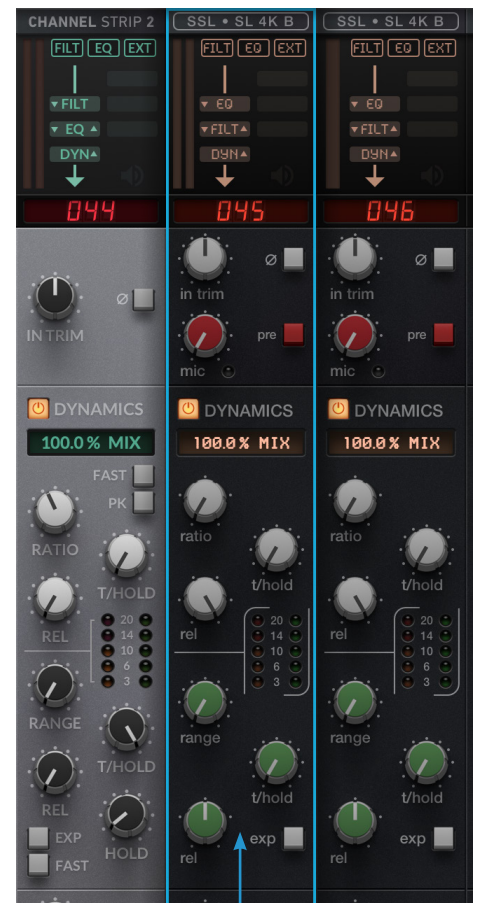 CHANNEL STRIP 2
FILT EQ EXT
FILT
EQ
DYN
044
IN TRIM
Ø
DYNAMICS
100.0% MIX
FAST
PK
RATIO
T/HOLD
REL
20
14
10
6
3
RANGE
T/HOLD
REL
EXP
FAST
HOLD
SSL • SL 4K B
FILT EQ EXT
EQ
FILT
DYN
045
in trim
Ø
mic
pre
DYNAMICS
100.0% MIX
ratio
t/hold
rel
20
14
10
6
3
range
t/hold
rel
exp
SSL • SL 4K B
FILT EQ EXT
EQ
FILT
DYN
046
in trim
Ø
mic
pre
DYNAMICS
100.0% MIX
ratio
t/hold
rel
20
14
10
6
3
range
t/hold
rel
exp